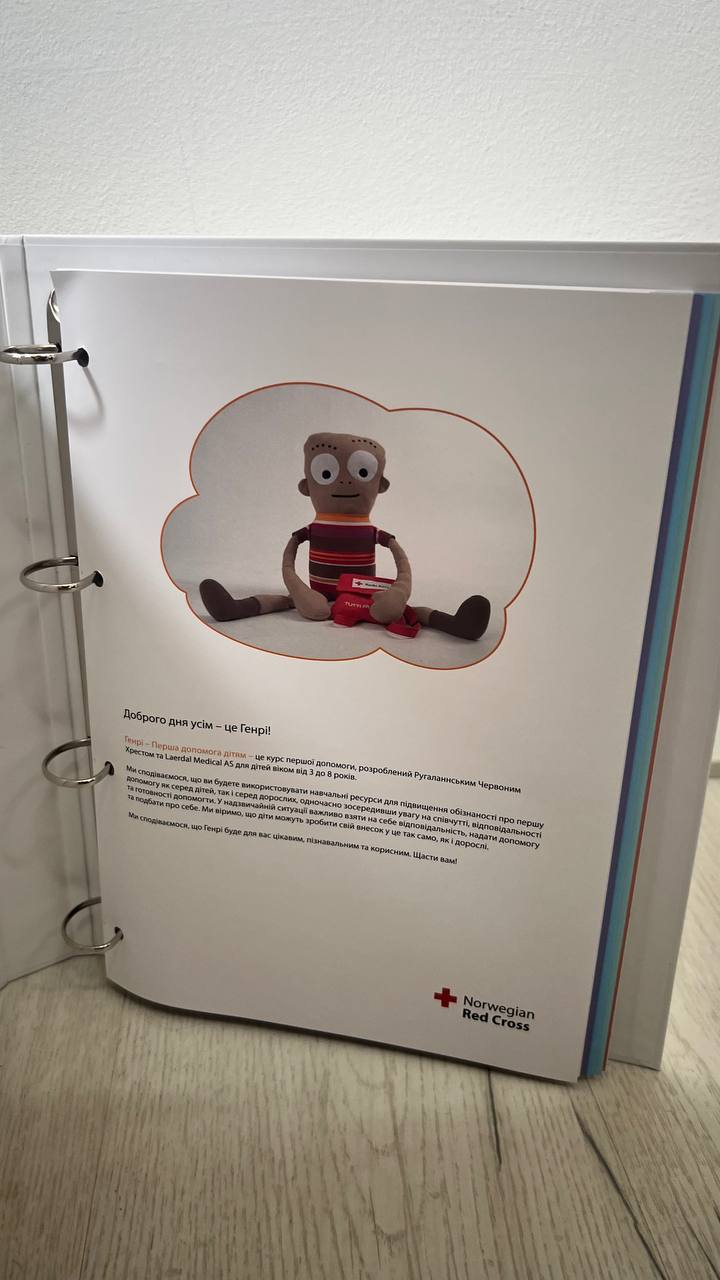 TUTTI FR
Доброго дня усім – це Генрі!
Генрі – Перша допомога дітям – це курс першої допомоги, розроблений Ругаланнським Червоним
Хрестом та Laerdal Medical AS для дітей віком від 3 до 8 років.
Ми сподіваємося, що ви будете використовувати навчальні ресурси для підвищення обізнаності про першу
допомогу як серед дітей, так і серед дорослих, одночасно зосередивши увагу на співчутті, відповідальності
та готовності допомогти. У надзвичайній ситуації важливо взяти на себе відповідальність, надати допомогу
та подбати про себе. Ми віримо, що діти можуть зробити свій внесок у це так само, як і дорослі.
Ми сподіваємося, що Генрі буде для вас цікавим, пізнавальним та корисним. Щасти вам!
Norwegian
Red Cross